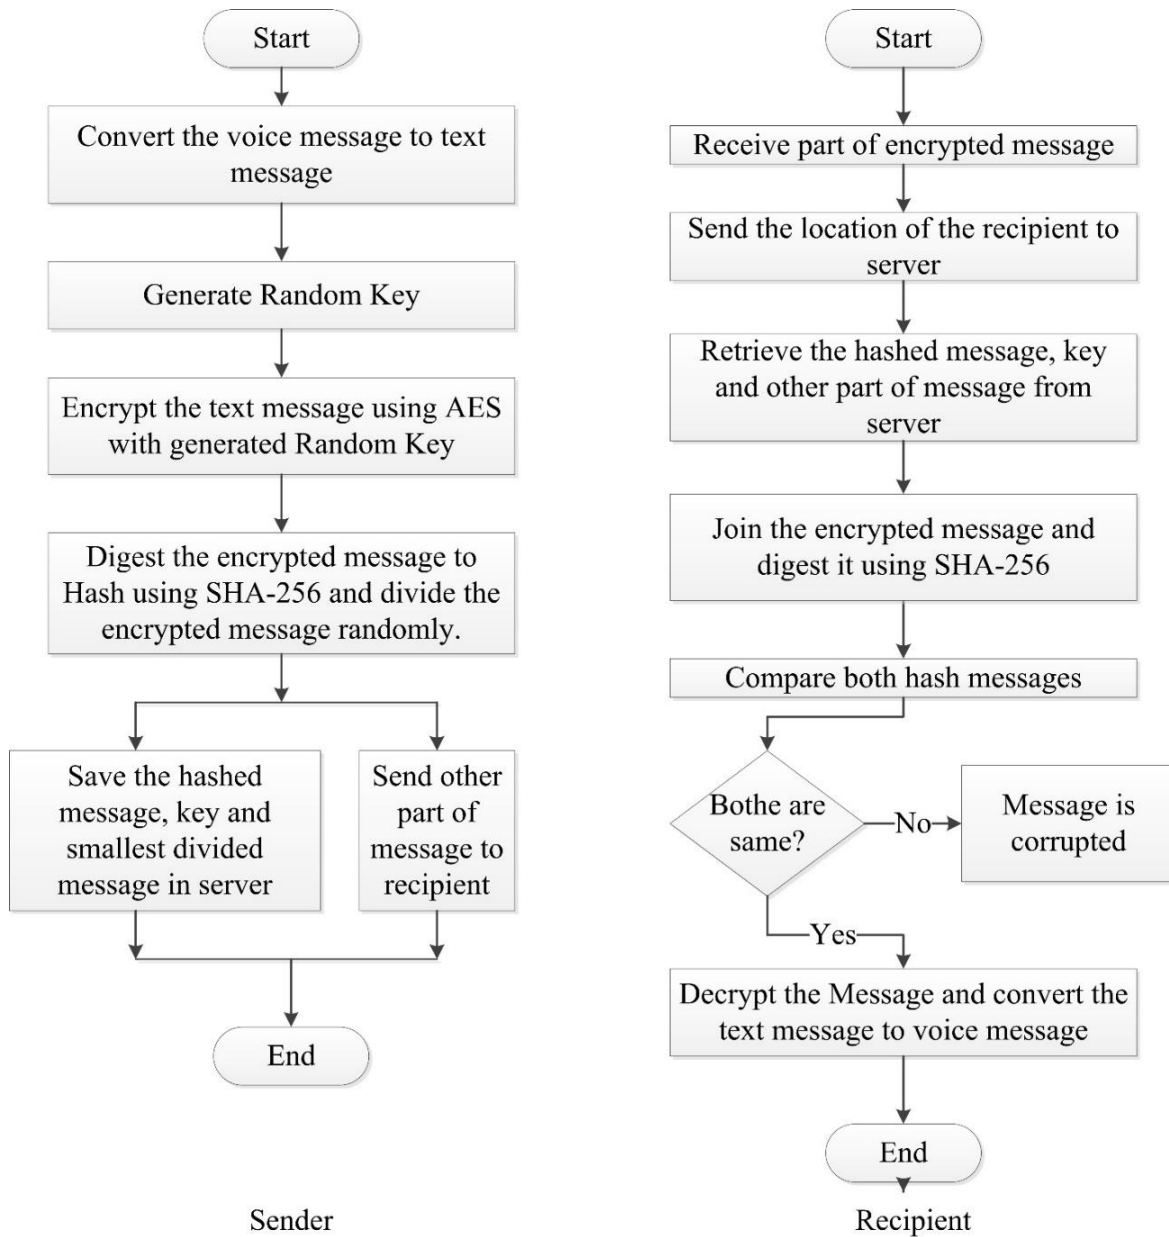 Start
Convert the voice message to text
message
Generate Random Key
Encrypt the text message using AES
with generated Random Key
Digest the encrypted message to
Hash using SHA-256 and divide the
encrypted message randomly.
Save the hashed
message, key and
smallest divided
message in server
Send other
part of
message to
recipient
End
Sender
Start
Receive part of encrypted message
Send the location of the recipient to
server
Retrieve the hashed message, key
and other part of message from
server
Join the encrypted message and
digest it using SHA-256
Compare both hash messages
Bothe are
same?
No
Message is
corrupted
Yes
Decrypt the Message and convert the
text message to voice message
End
Recipient